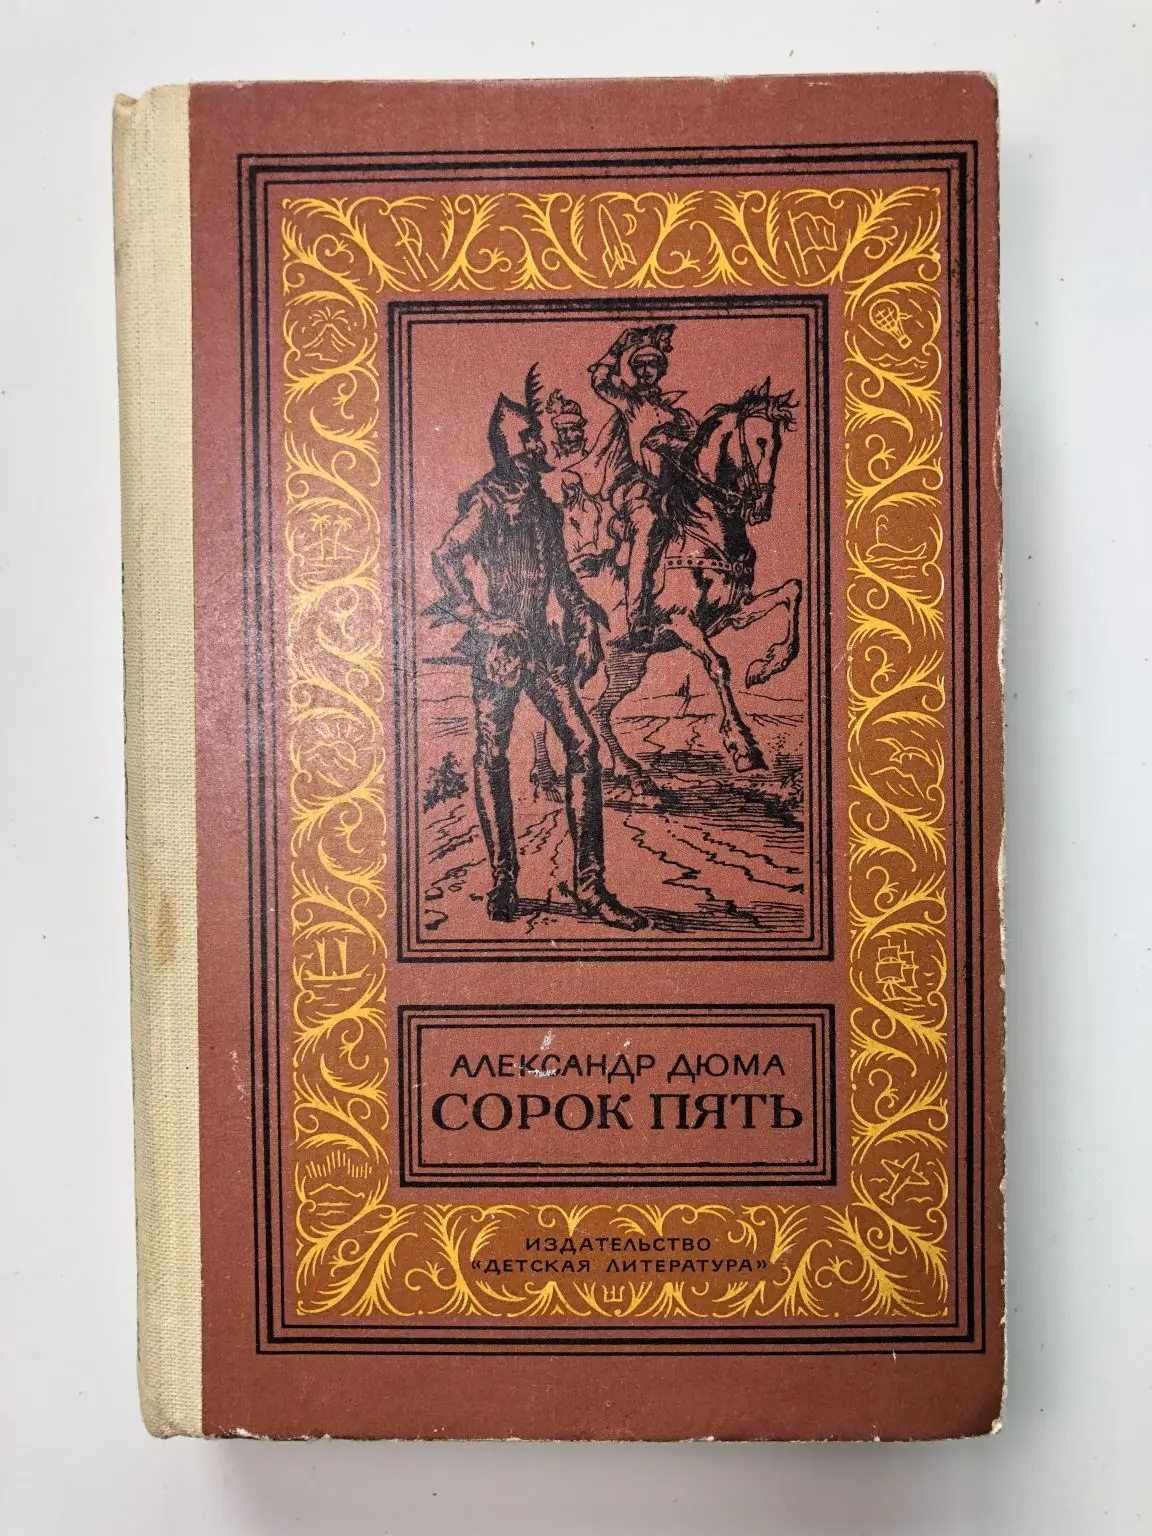 АЛЕКСАНДР ДЮМА
СОРОК ПЯТЬ
ИЗДАТЕЛЬСТВО
«ДЕТСКАЯ ЛИТЕРАТУРА»